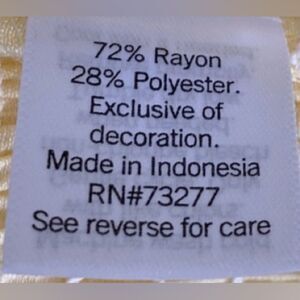 72% Rayon
28% Polyester.
Exclusive of
decoration.
Made in Indonesia
RN#73277
See reverse for care